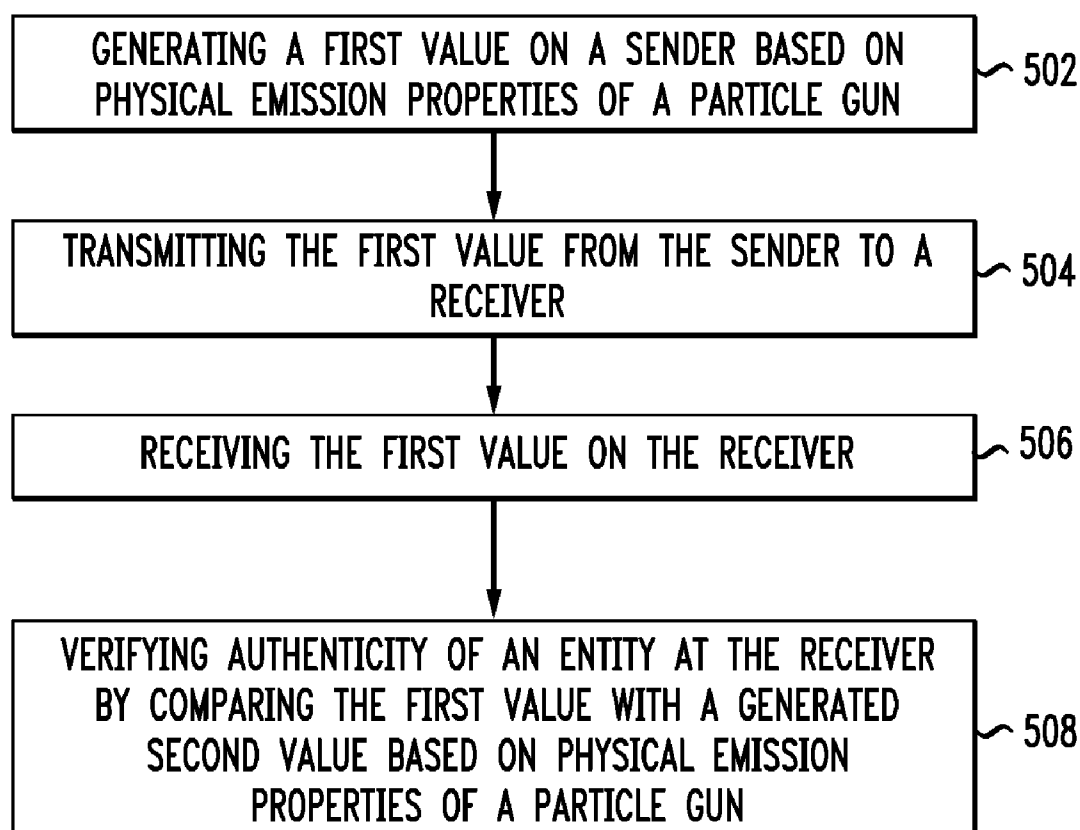 GENERATING A FIRST VALUE ON A SENDER BASED ON
PHYSICAL EMISSION PROPERTIES OF A PARTICLE GUN
502
TRANSMITTING THE FIRST VALUE FROM THE SENDER TO A
RECEIVER
504
RECEIVING THE FIRST VALUE ON THE RECEIVER
506
VERIFYING AUTHENTICITY OF AN ENTITY AT THE RECEIVER
BY COMPARING THE FIRST VALUE WITH A GENERATED
SECOND VALUE BASED ON PHYSICAL EMISSION
PROPERTIES OF A PARTICLE GUN
508